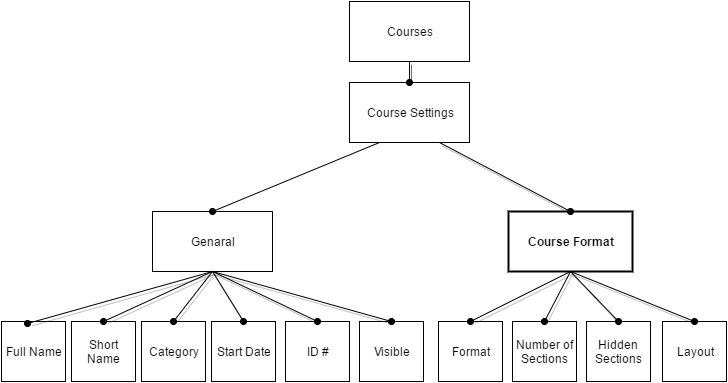 Courses
Course Settings
Genaral
Course Format
Full Name
Short
Name
Category
Start Date
ID #
Visible
Format
Number of
Sections
Hidden
Sections
Layout